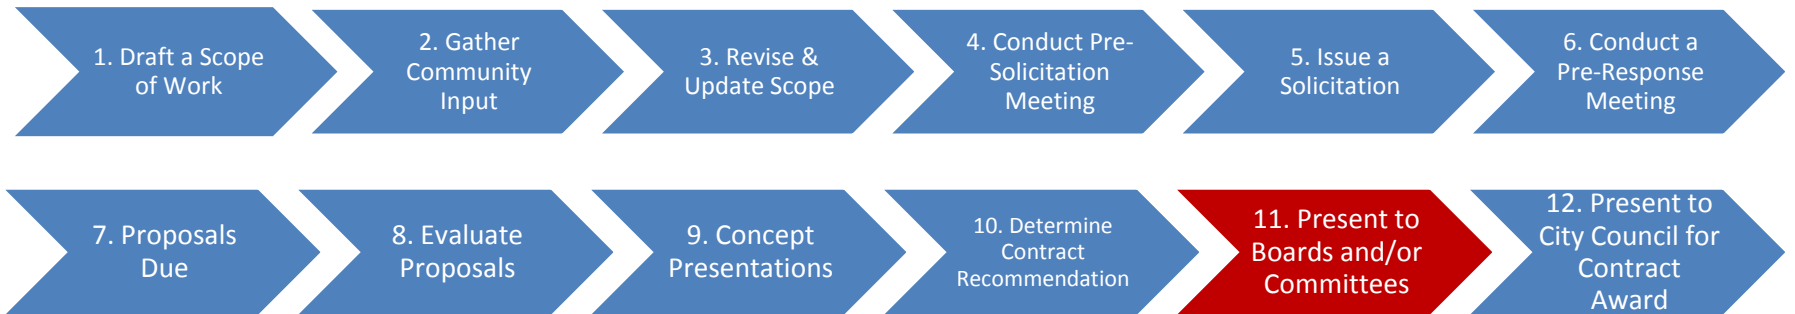 1. Draft a Scope
of Work
2. Gather
Community
Input
3. Revise &
Update Scope
4. Conduct Pre-
Solicitation
Meeting
5. Issue a
Solicitation
6. Conduct a
Pre-Response
Meeting
7. Proposals
Due
8. Evaluate
Proposals
9. Concept
Presentations
10. Determine
Contract
Recommendation
11. Present to
Boards and/or
Committees
12. Present to
City Council for
Contract
Award